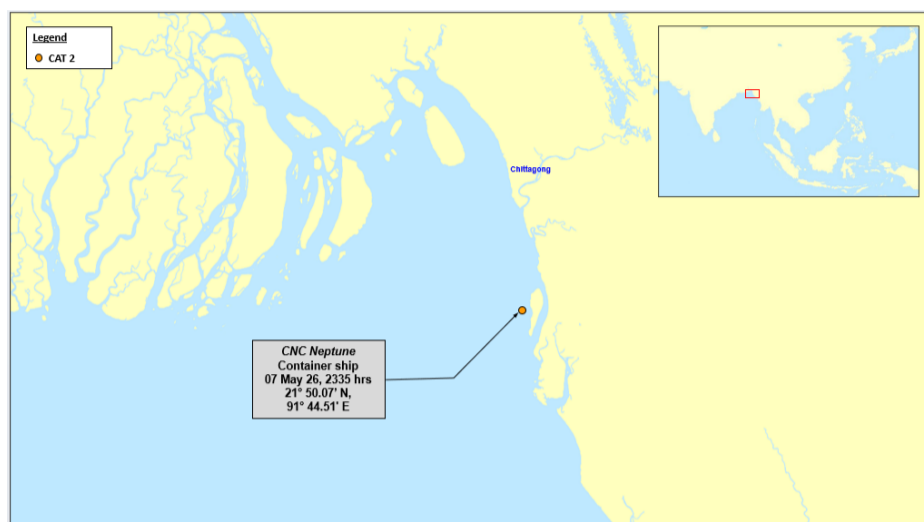 Legend
CAT 2
Chittagong
CNC Neptune
Container ship
07 May 26, 2335 hrs
21° 50.07' N,
91° 44.51' E